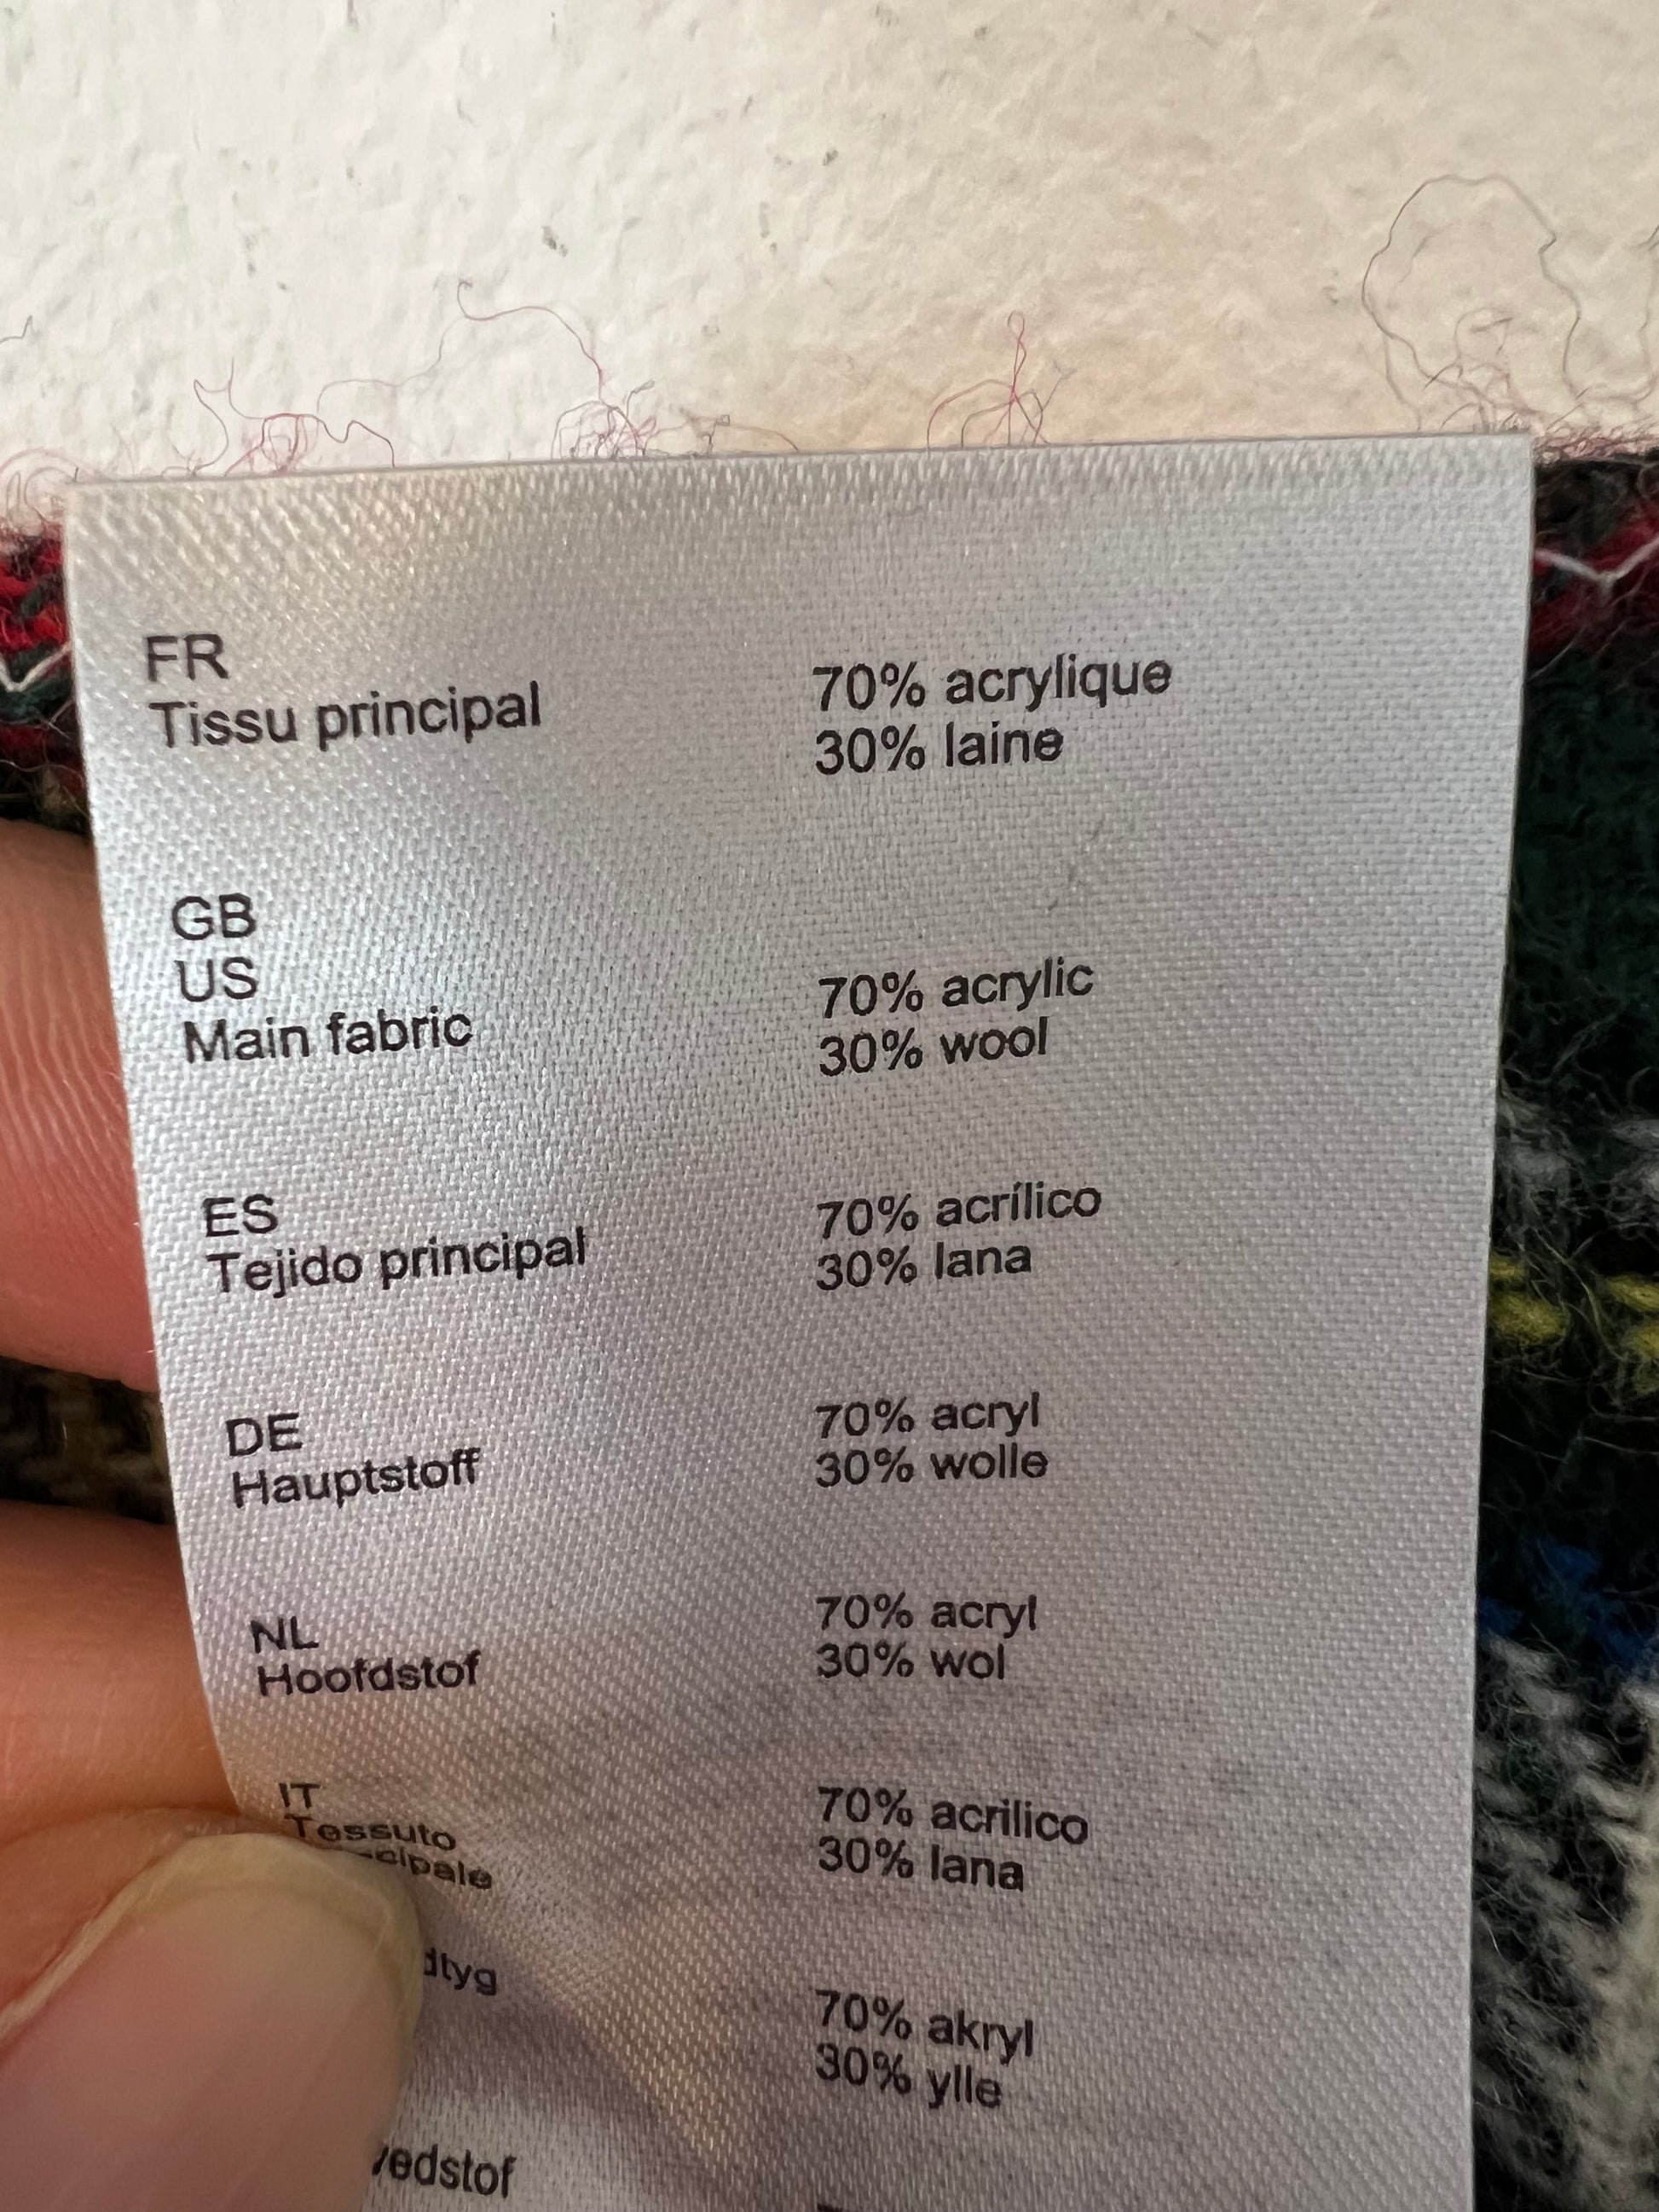 FR
Tissu principal
70% acrylique
30% laine
GB
US
Main fabric
70% acrylic
30% wool
ES
Tejido principal
70% acrílico
30% lana
DE
Hauptstoff
70% acryl
30% wolle
NL
Hoofdstof
70% acryl
30% wol
IT
Tessuto
70% acrilico
30% lana
70% akryl
30% ylle